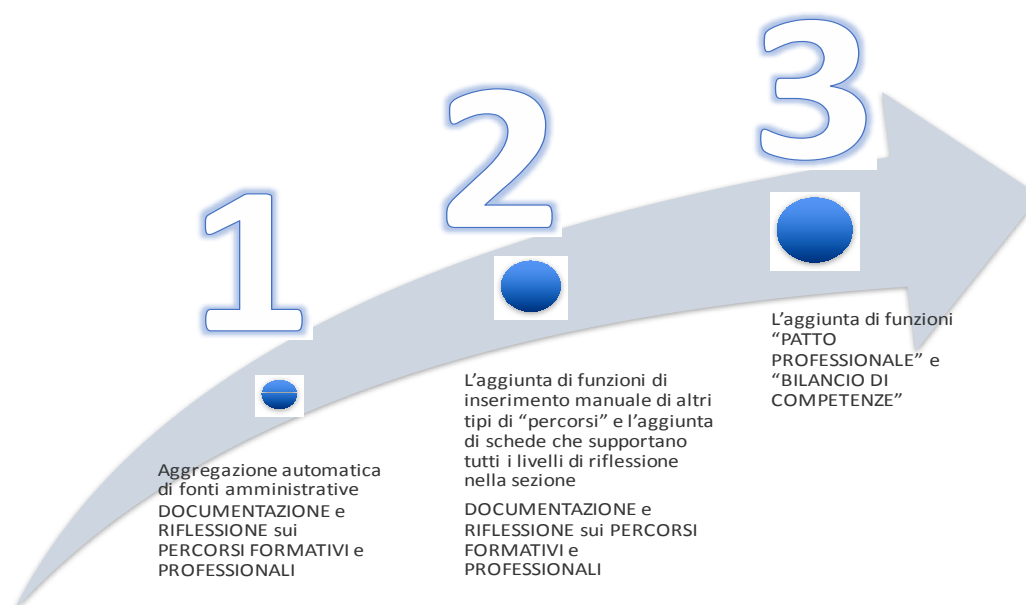 1
Aggregazione automatica
di fonti amministrative
DOCUMENTAZIONE e
RIFLESSIONE sui
PERCORSI FORMATIVI e
PROFESSIONALI
2
L’aggiunta di funzioni di
inserimento manuale di altri
tipi di “percorsi” e l’aggiunta
di schede che supportano
tutti i livelli di riflessione
nella sezione
DOCUMENTAZIONE e
RIFLESSIONE sui PERCORSI
FORMATIVI e
PROFESSIONALI
3
L’aggiunta di funzioni
“PATTO
PROFESSIONALE” e
“BILANCIO DI
COMPETENZE”